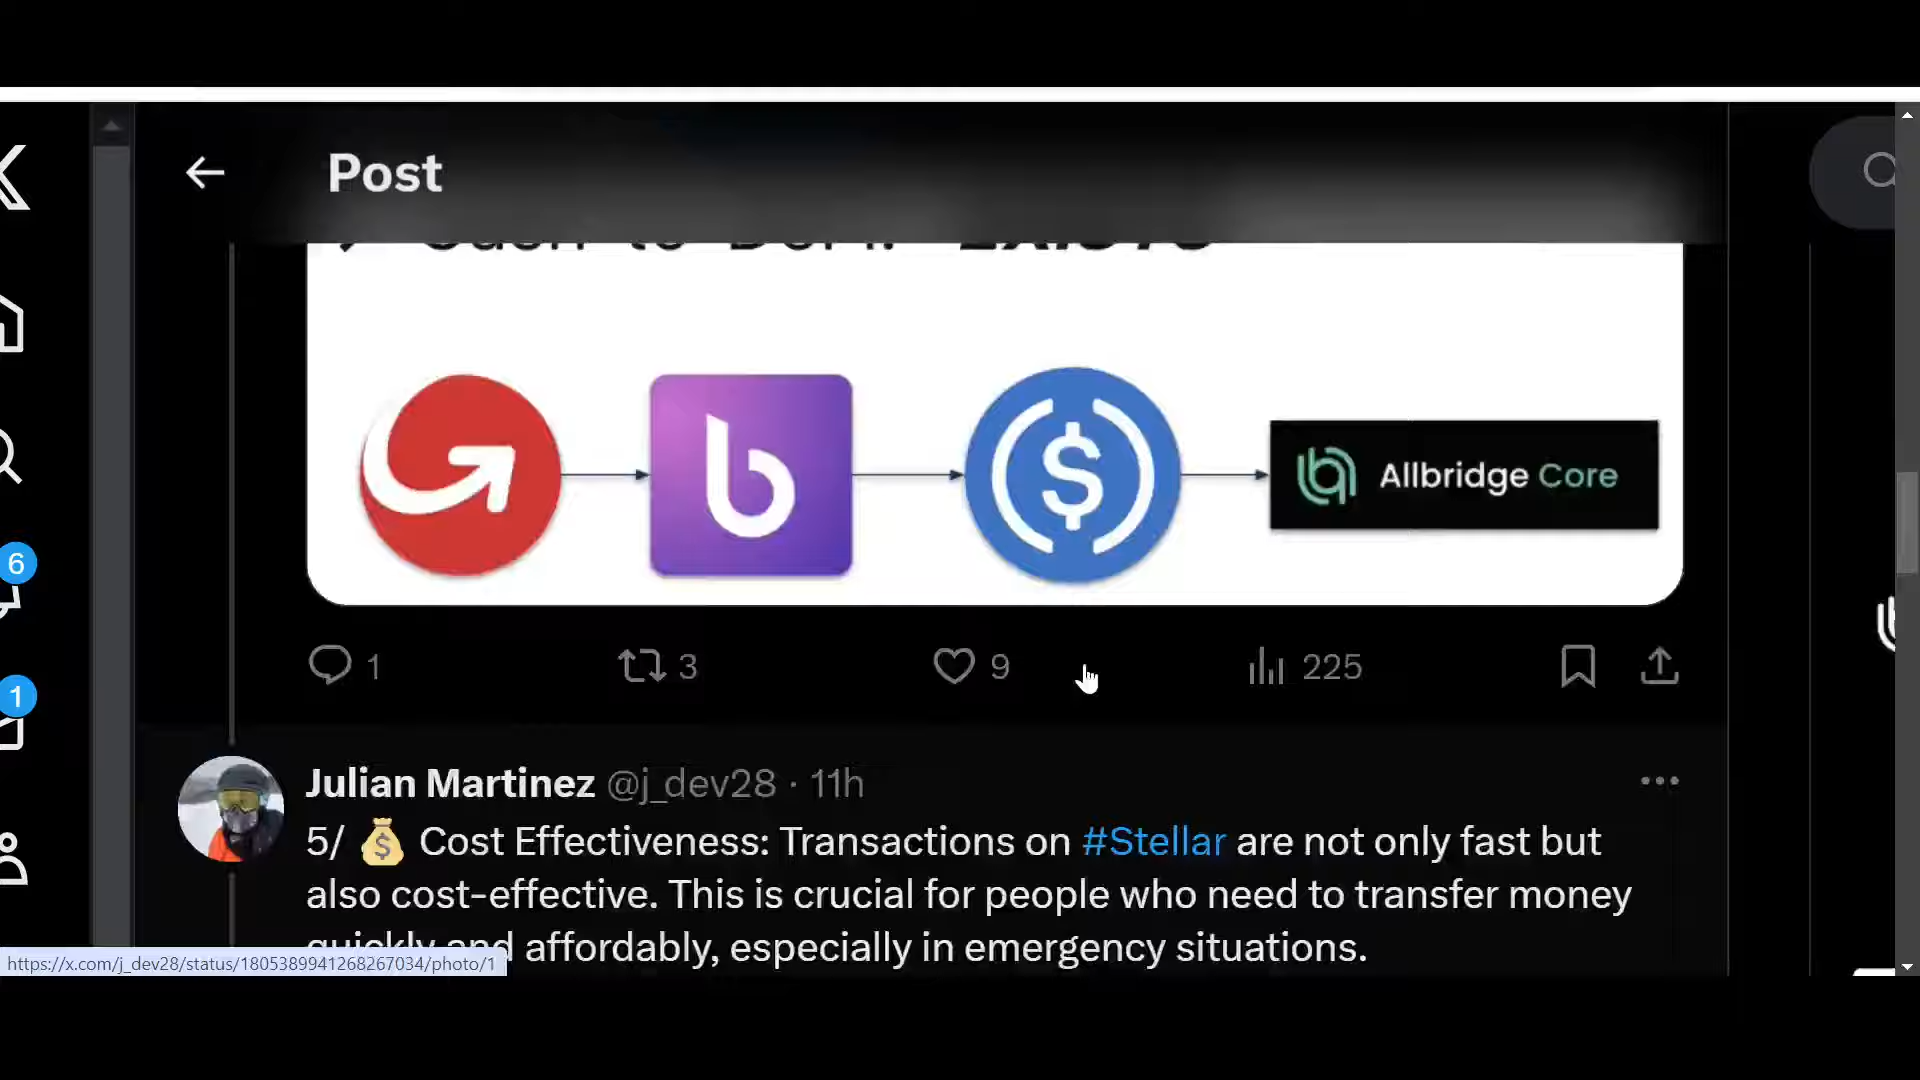 Post
b
$
Allbridge Core
1
3
9
225
6
1
Julian Martinez @j_dev28 · 11h
5/ 💰 Cost Effectiveness: Transactions on #Stellar are not only fast but
also cost-effective. This is crucial for people who need to transfer money
quickly and affordably, especially in emergency situations.
https://x.com/j_dev28/status/1805389941268267034/photo/1